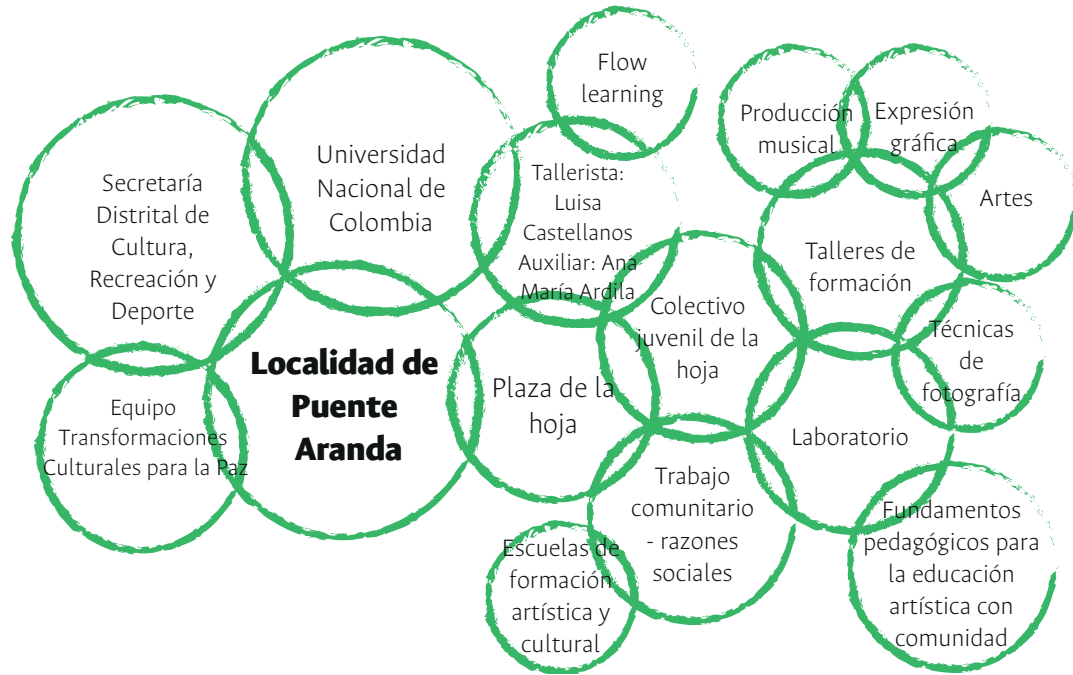 Secretaría
Distrital de
Cultura,
Recreación y
Deporte
Universidad
Nacional de
Colombia
Flow
learning
Tallerista:
Luisa
Castellanos
Auxiliar: Ana
María Ardila
Producción
musical
Expresión
gráfica
Artes
Talleres de
formación
Equipo
Transformaciones
Culturales para la Paz
Localidad de
Puente
Aranda
Plaza de la
hoja
Colectivo
juvenil de la
hoja
Técnicas
de
fotografía
Laboratorio
Trabajo
comunitario
- razones
sociales
Escuelas de
formación
artística y
cultural
Fundamentos
pedagógicos para
la educación
artística con
comunidad